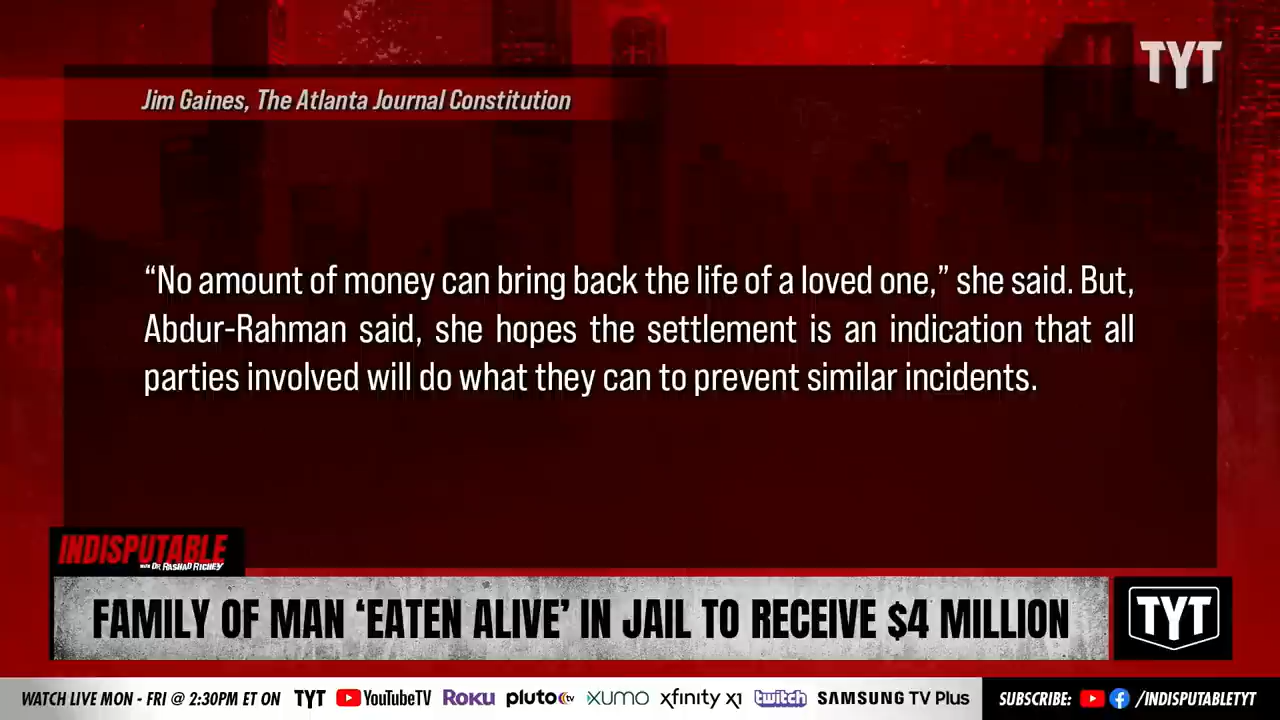 TYT
Jim Gaines, The Atlanta Journal Constitution
“No amount of money can bring back the life of a loved one,” she said. But,
Abdur-Rahman said, she hopes the settlement is an indication that all
parties involved will do what they can to prevent similar incidents.
INDISPUTABLE
WITH DR. RASHAD RICHEY
FAMILY OF MAN ‘EATEN ALIVE’ IN JAIL TO RECEIVE $4 MILLION
TYT
WATCH LIVE MON - FRI @ 2:30PM ET ON TYT YouTubeTV ROKU pluto tv xumo xfinity x1 twitch SAMSUNG TV Plus SUBSCRIBE: /INDISPUTABLETYT